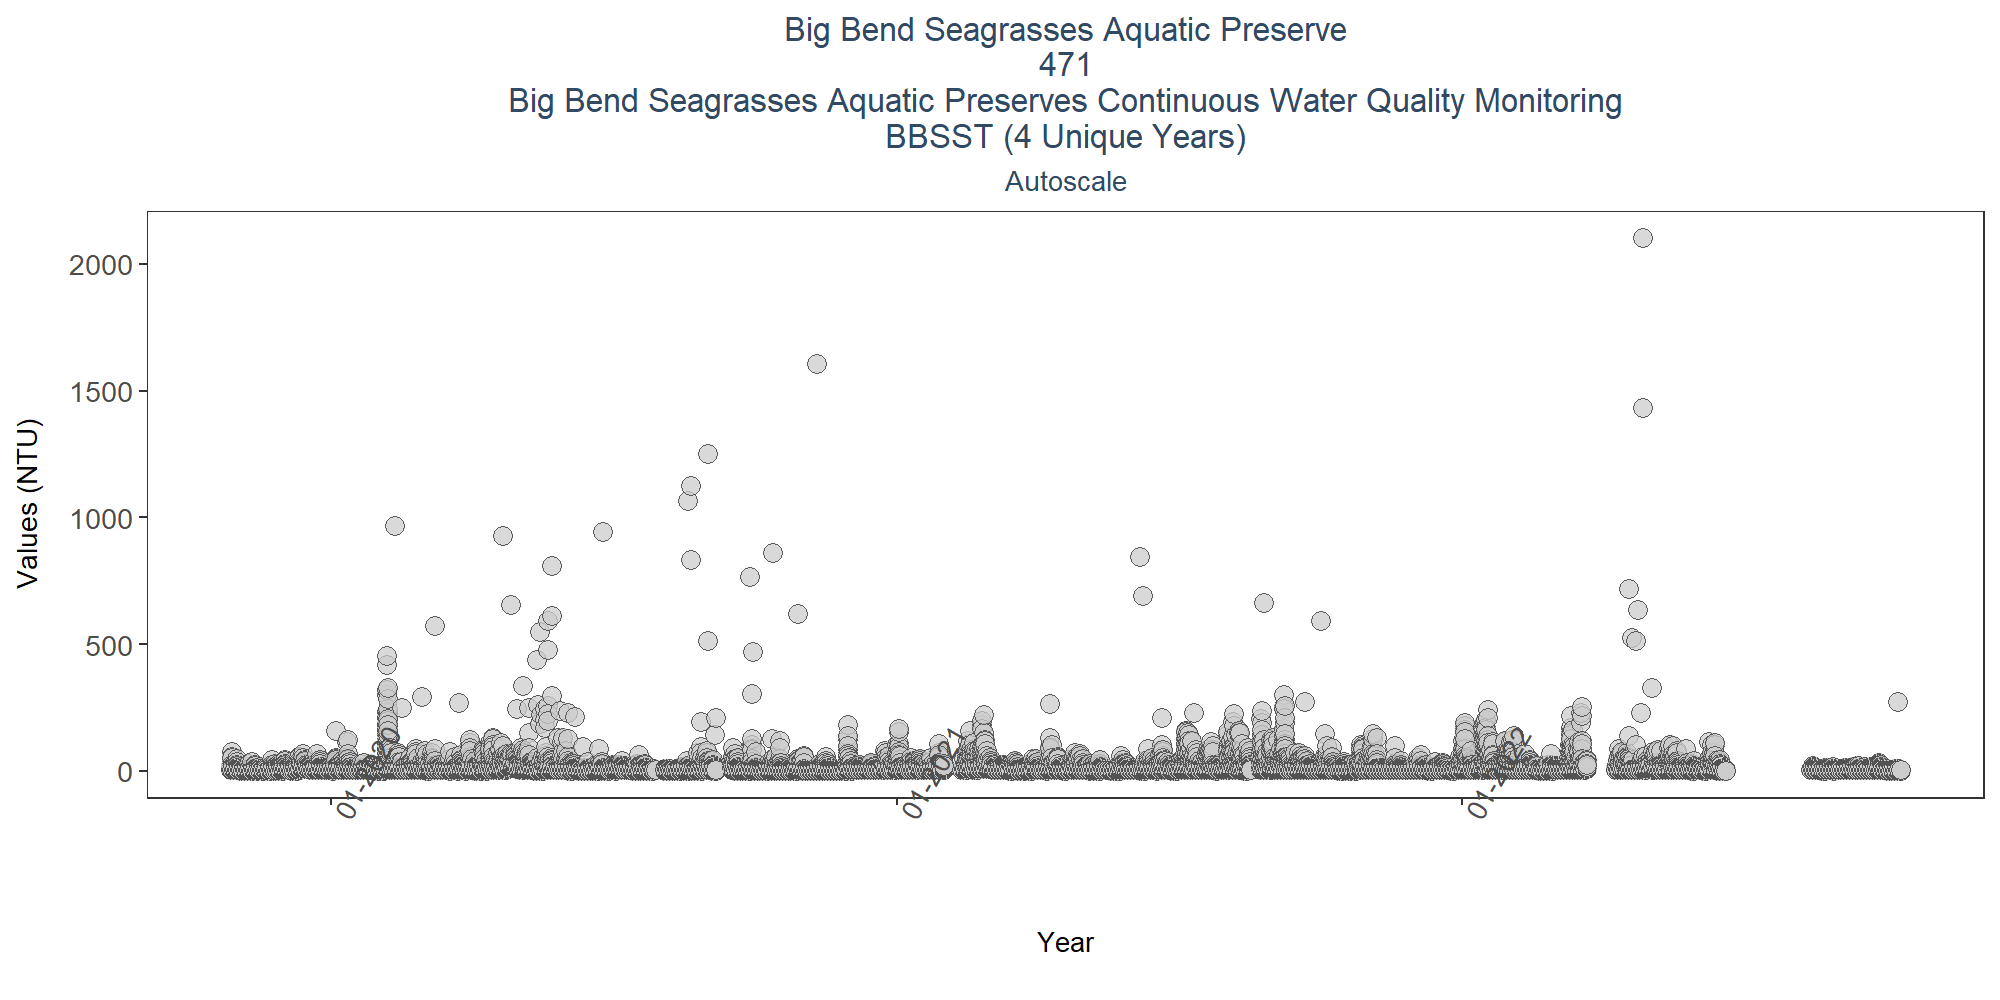 Big Bend Seagrasses Aquatic Preserve
471
Big Bend Seagrasses Aquatic Preserves Continuous Water Quality Monitoring
BBSST (4 Unique Years)
Autoscale
Values (NTU)
2000
1500
1000
500
0
01-2020
01-2021
01-2022
Year